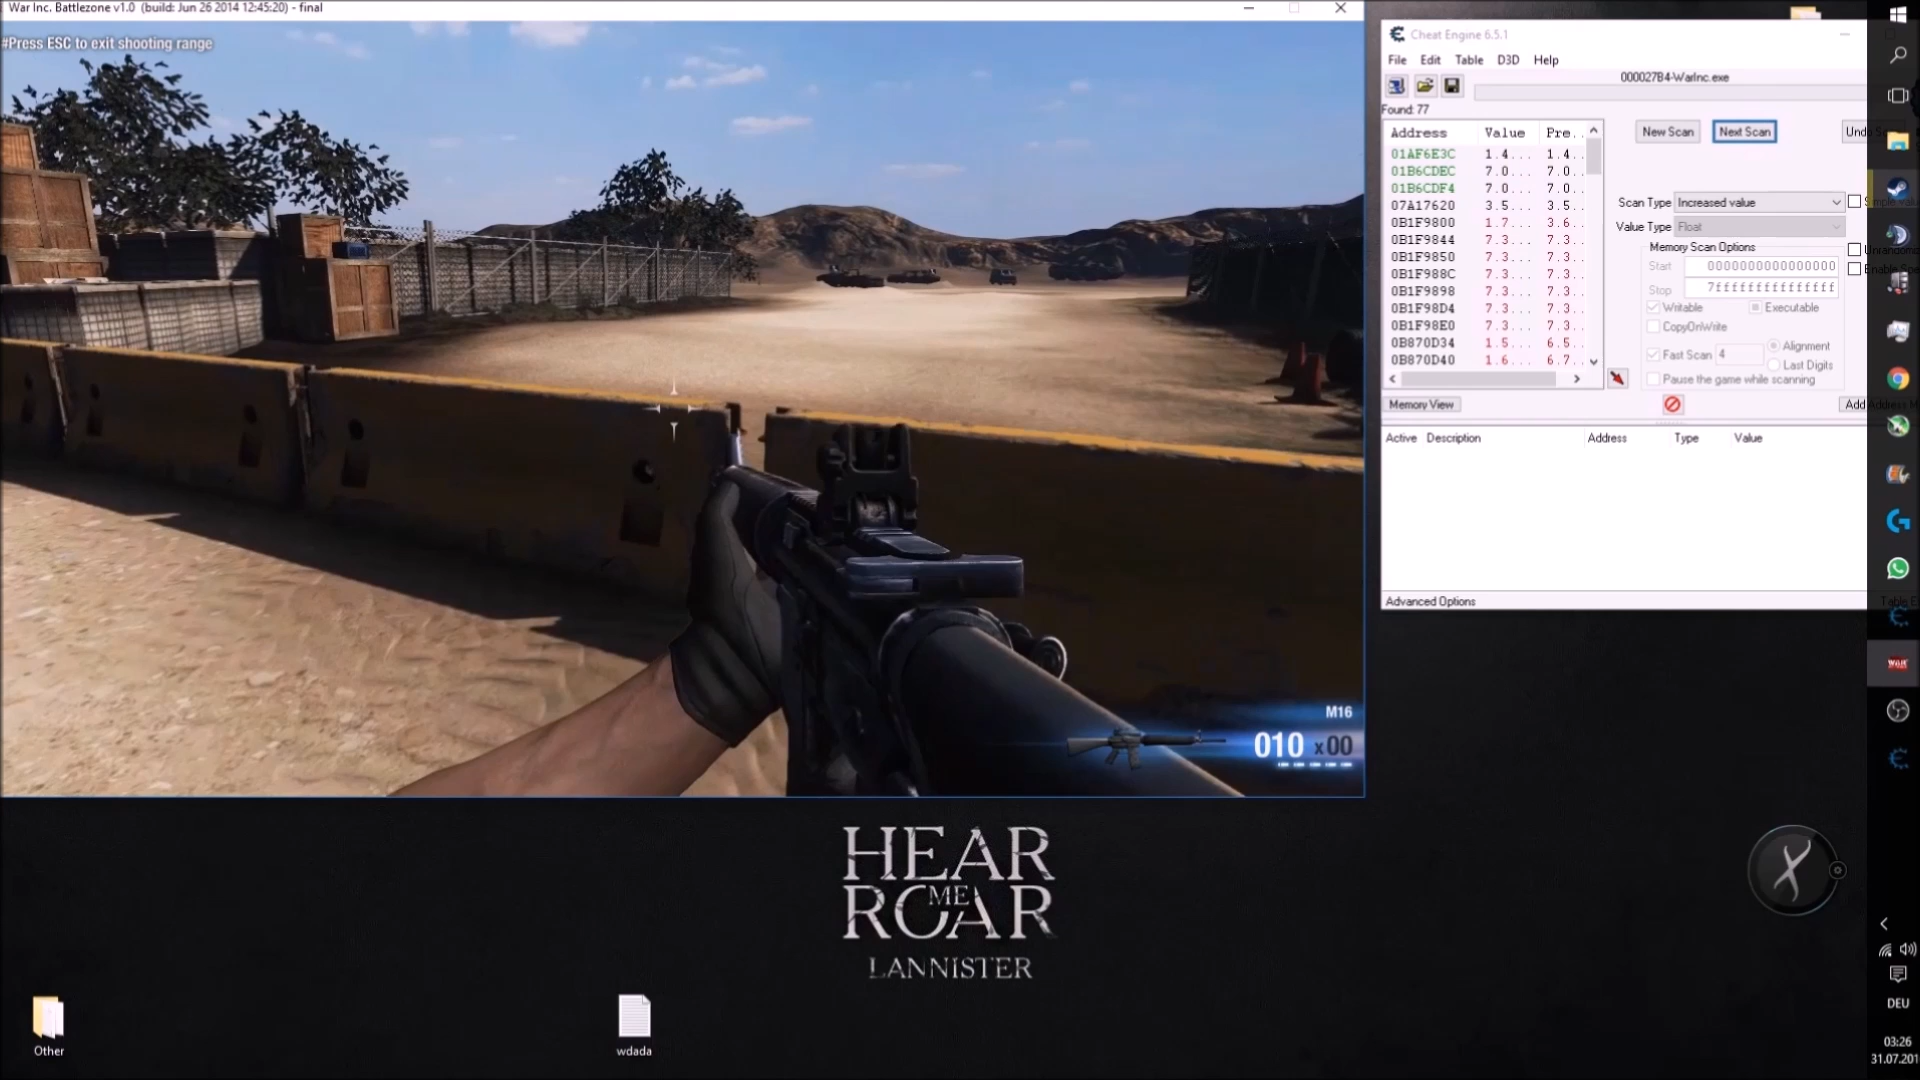 War Inc. Battlezone v1.0 (build: Jun 26 2014 12:45:20) - final
#Press ESC to exit shooting range
M16
010 x00
Cheat Engine 6.5.1
File Edit Table D3D Help
000027B4-WarInc.exe
Found: 77
Address Value Pre..
01AF6E3C 1.4... 1.4..
01B6CDEC 7.0... 7.0..
01B6CDF4 7.0... 7.0..
07A17620 3.5... 3.5..
0B1F9800 1.7... 3.6..
0B1F9844 7.3... 7.3..
0B1F9850 7.3... 7.3..
0B1F988C 7.3... 7.3..
0B1F9898 7.3... 7.3..
0B1F98D4 7.3... 7.3..
0B1F98E0 7.3... 7.3..
0B870D34 1.5... 6.5..
0B870D40 1.6... 6.7..
New Scan Next Scan
Scan Type Increased value
Value Type Float
Memory Scan Options
Start 0000000000000000
Stop 7fffffffffffffff
Writable Executable
CopyOnWrite
Fast Scan 4 Alignment
Last Digits
Pause the game while scanning
Memory View Add Address M
Active Description Address Type Value
Advanced Options
HEAR
ME
ROAR
LANNISTER
Other
wdada
DEU
03:26
31.07.201